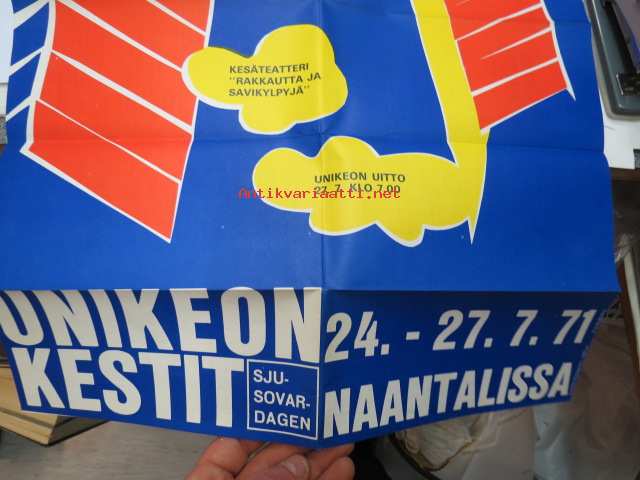 KESÄTEATTERI
"RAKKAUTTA JA
SAVIKYLPYJÄ"
UNIKEON UITTO
27. 7. KLO 7.00
Antikvariaatti.net
UNIKEON
KESTIT
SJU-
SOVAR-
DAGEN
24. - 27. 7. 71
NAANTALISSA